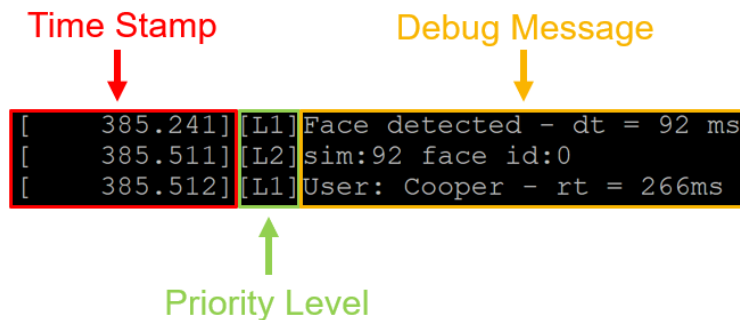 Time Stamp
Debug Message
[    385.241][L1]Face detected - dt = 92 ms
[    385.511][L2]sim:92 face id:0
[    385.512][L1]User: Cooper - rt = 266ms
Priority Level